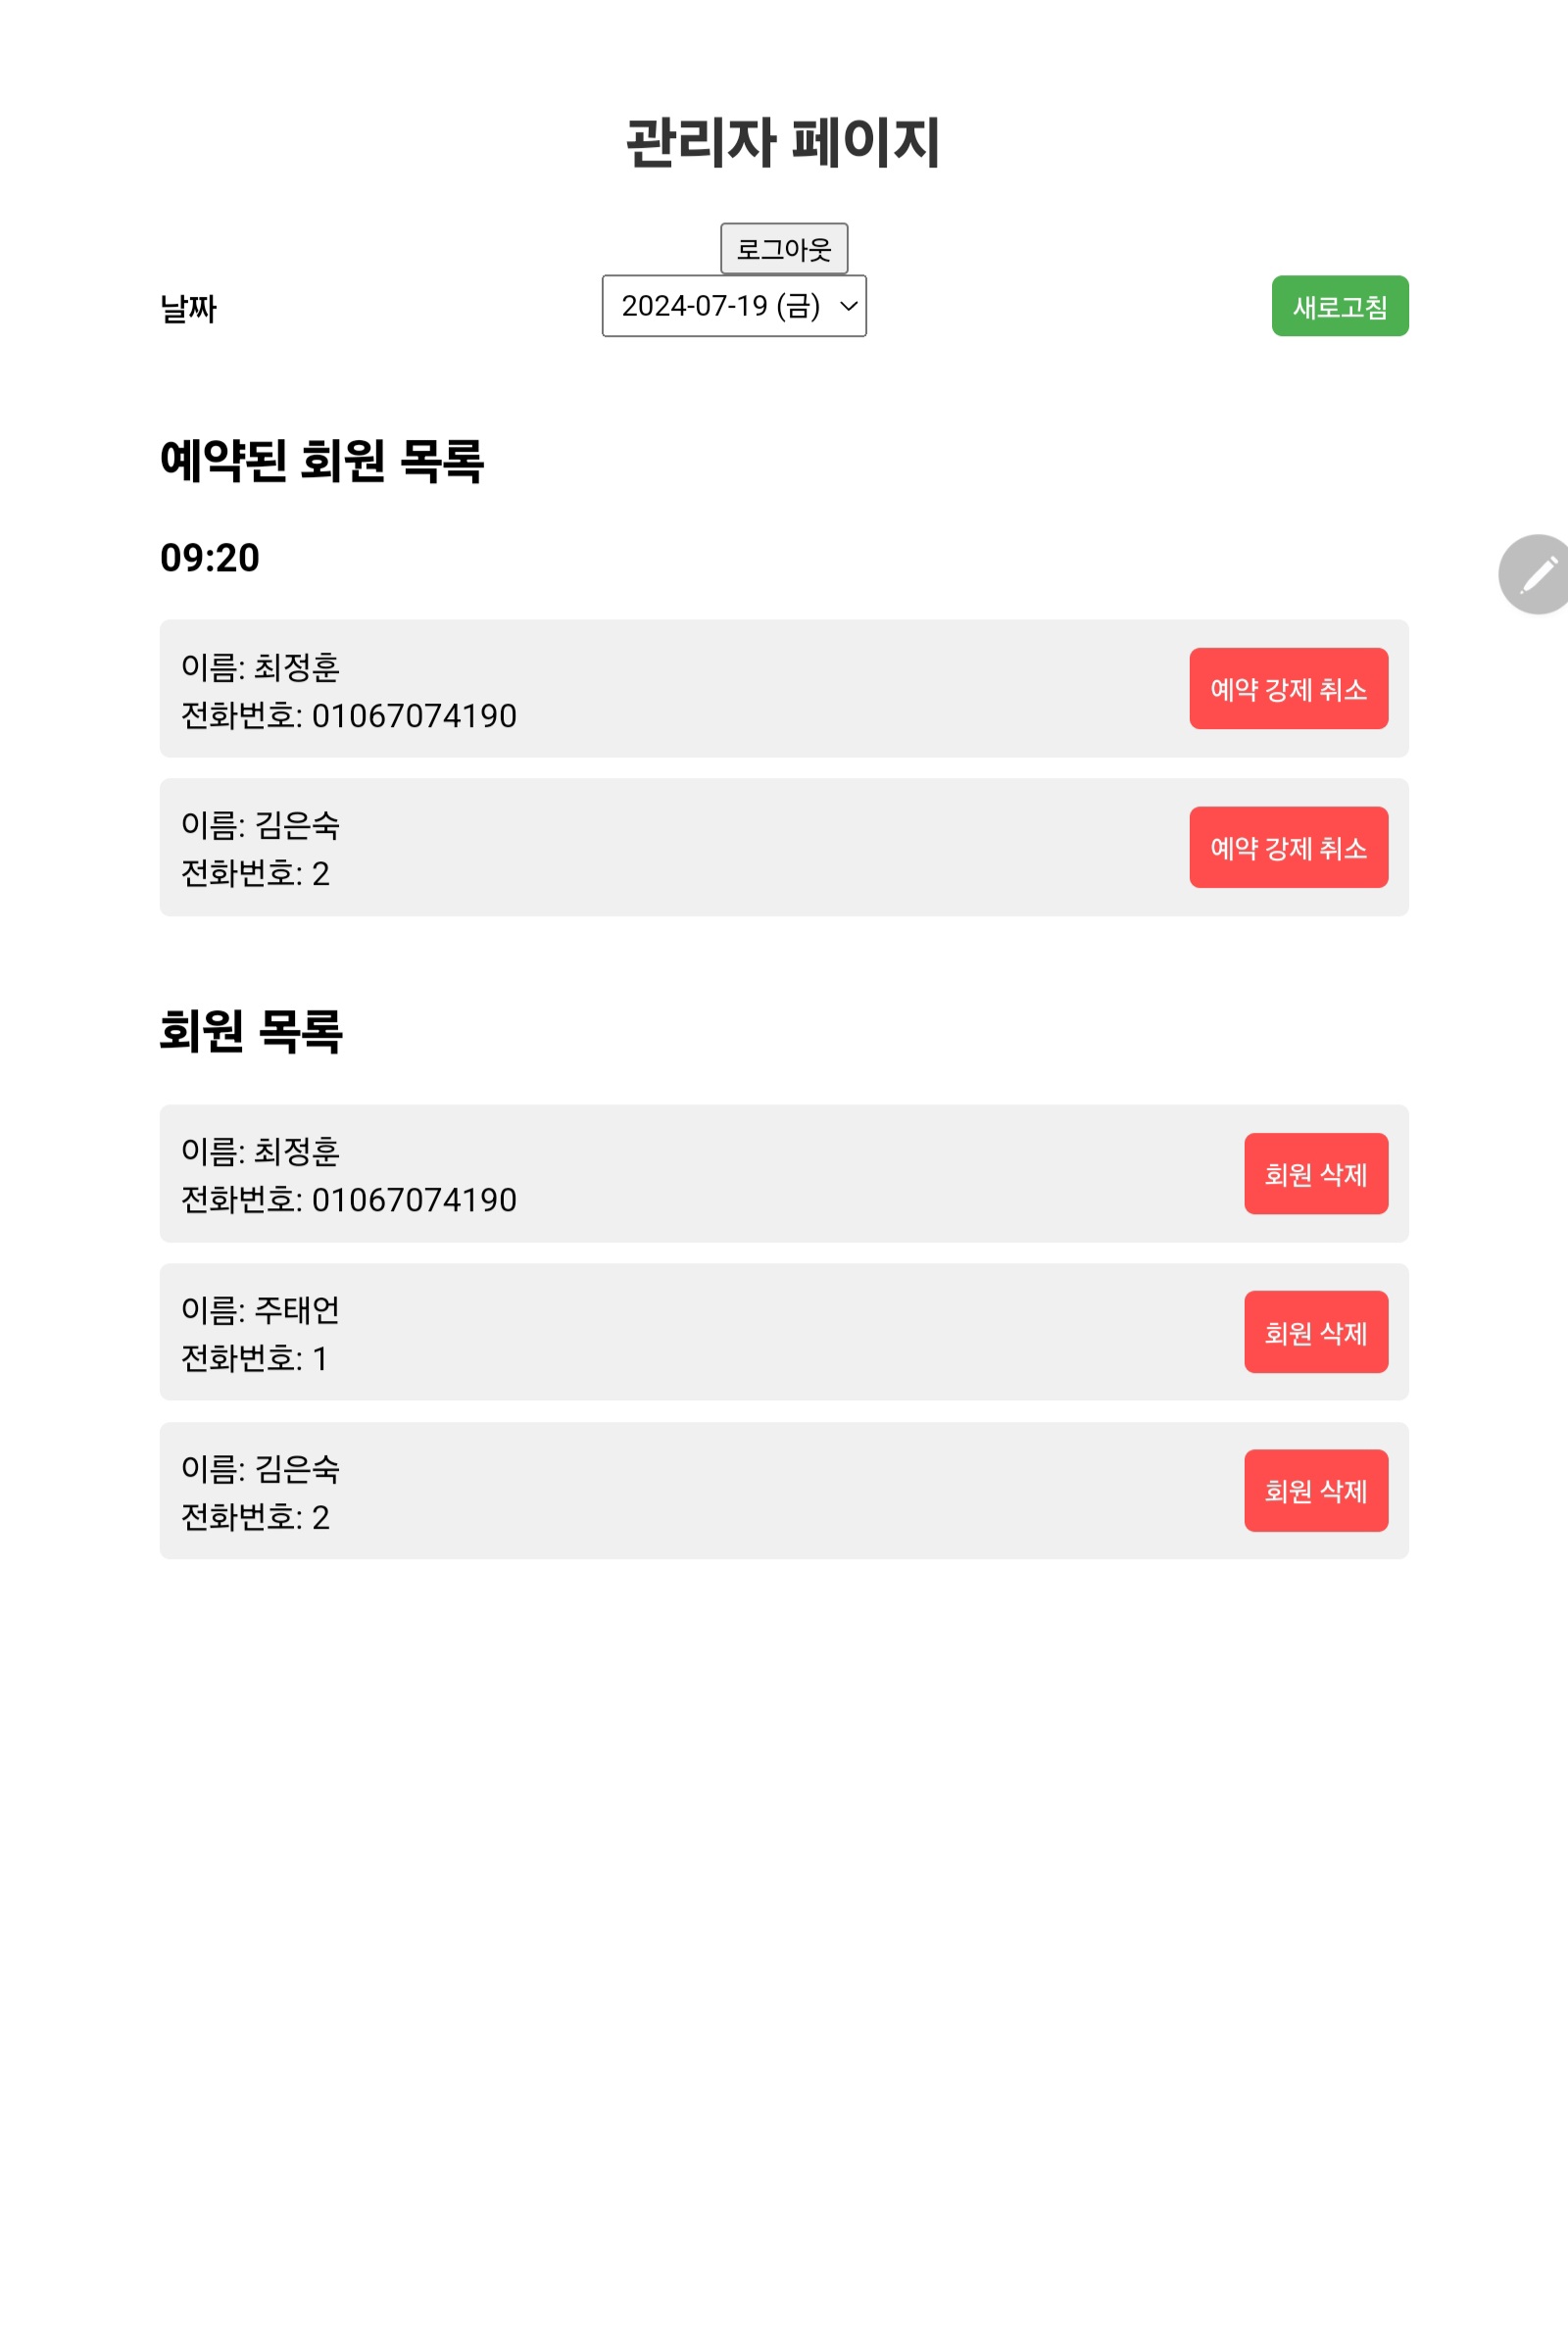 관리자 페이지
로그아웃
날짜 2024-07-19 (금) 새로고침
예약된 회원 목록
09:20
이름: 최정훈
전화번호: 01067074190
예약 강제 취소
이름: 김은숙
전화번호: 2
예약 강제 취소
회원 목록
이름: 최정훈
전화번호: 01067074190
회원 삭제
이름: 주태언
전화번호: 1
회원 삭제
이름: 김은숙
전화번호: 2
회원 삭제